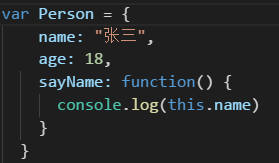 var Person = {
  name: "张三",
  age: 18,
  sayName: function() {
    console.log(this.name)
  }
}